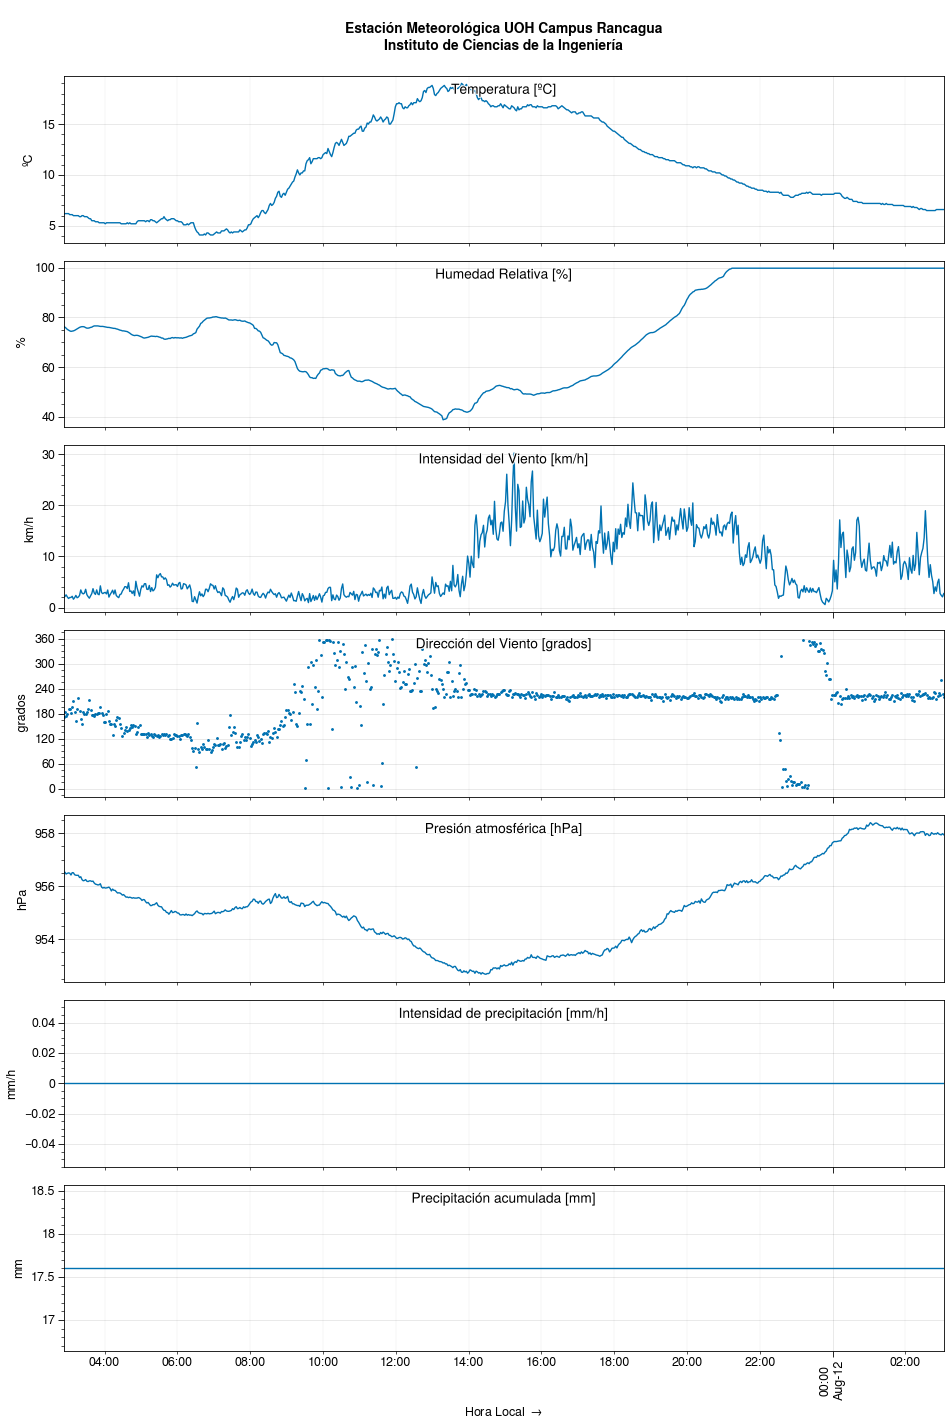 Estación Meteorológica UOH Campus Rancagua
Instituto de Ciencias de la Ingeniería
Temperatura [ºC]
ºC
15
10
5
Humedad Relativa [%]
%
100
80
60
40
Intensidad del Viento [km/h]
km/h
30
20
10
0
Dirección del Viento [grados]
grados
360
300
240
180
120
60
0
Presión atmosférica [hPa]
hPa
958
956
954
Intensidad de precipitación [mm/h]
mm/h
0.04
0.02
0
−0.02
−0.04
Precipitación acumulada [mm]
mm
18.5
18
17.5
17
04:00 06:00 08:00 10:00 12:00 14:00 16:00 18:00 20:00 22:00 00:00 02:00
Aug-12
Hora Local →